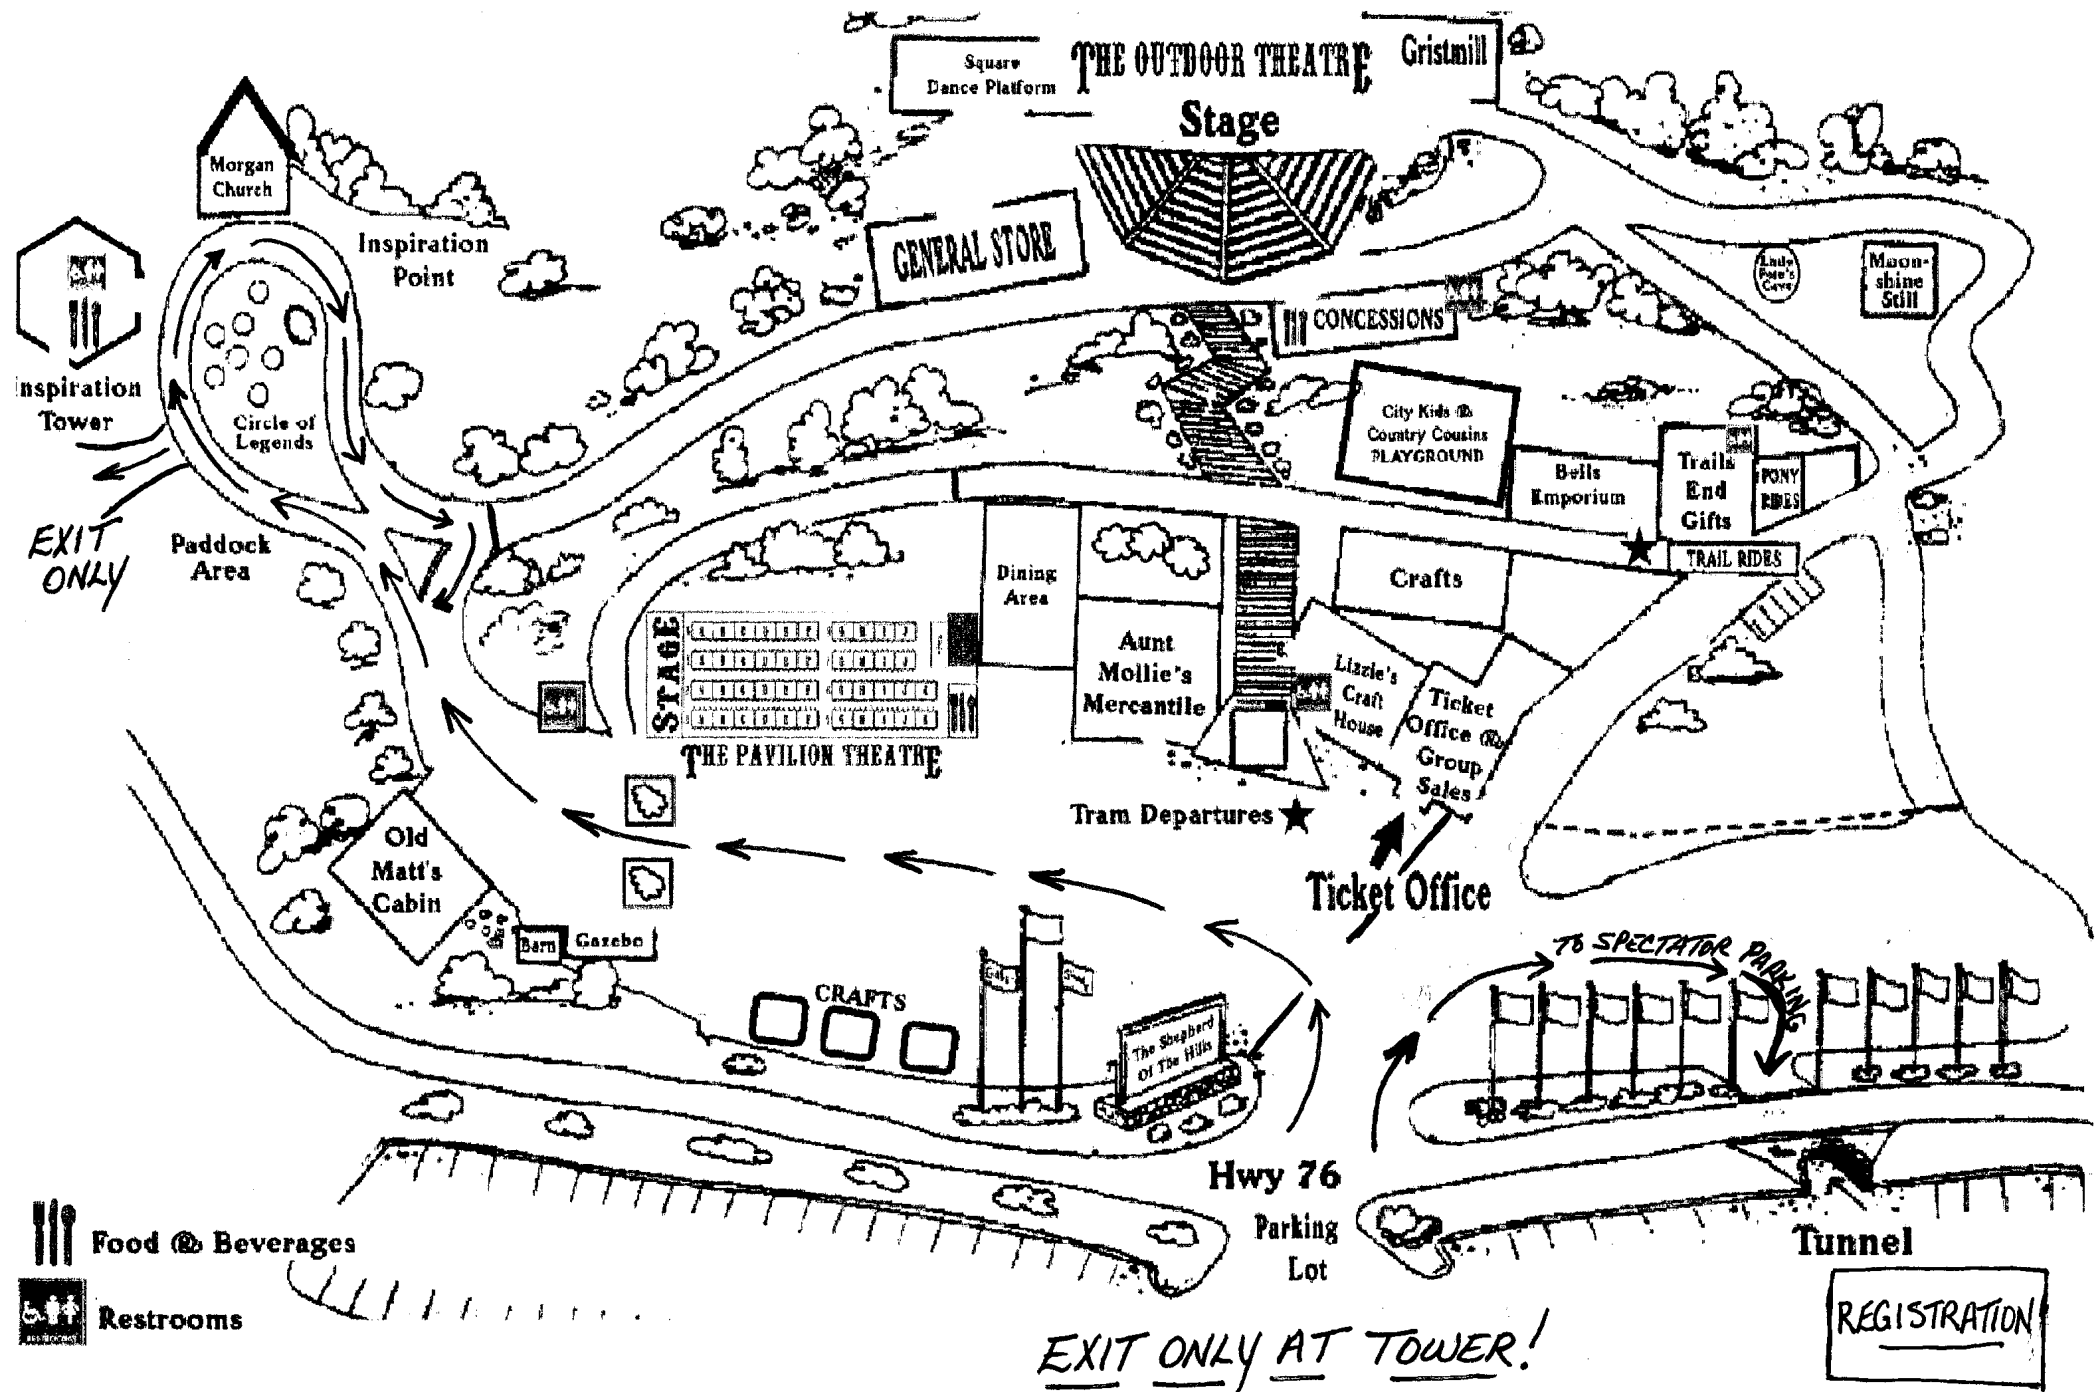 Square
Dance Platform
THE OUTDOOR THEATRE
Gristmill
Stage
Morgan
Church
Inspiration
Point
GENERAL STORE
Moon-
shine
Still
CONCESSIONS
Inspiration
Tower
Circle of
Legends
City Kids &
Country Cousins
PLAYGROUND
Bells
Emporium
Trails
End
Gifts
PONY
RIDES
EXIT
ONLY
Paddock
Area
TRAIL RIDES
Dining
Area
Crafts
STAGE
Aunt
Mollie's
Mercantile
Lizzie's
Craft
House
Ticket
Office &
Group
Sales
THE PAVILION THEATRE
Tram Departures
Old
Matt's
Cabin
Ticket Office
Barn
Gazebo
TO SPECTATOR PARKING
CRAFTS
The Shepherd
Of The Hills
Hwy 76
Parking
Lot
Tunnel
Food & Beverages
Restrooms
REGISTRATION
EXIT ONLY AT TOWER!